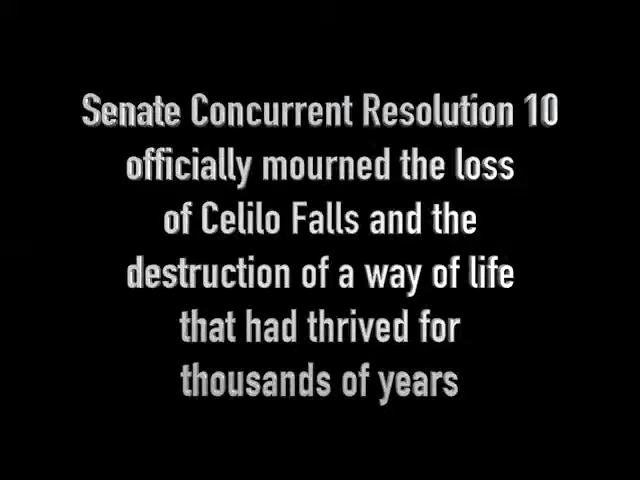 Senate Concurrent Resolution 10
officially mourned the loss
of Celilo Falls and the
destruction of a way of life
that had thrived for
thousands of years